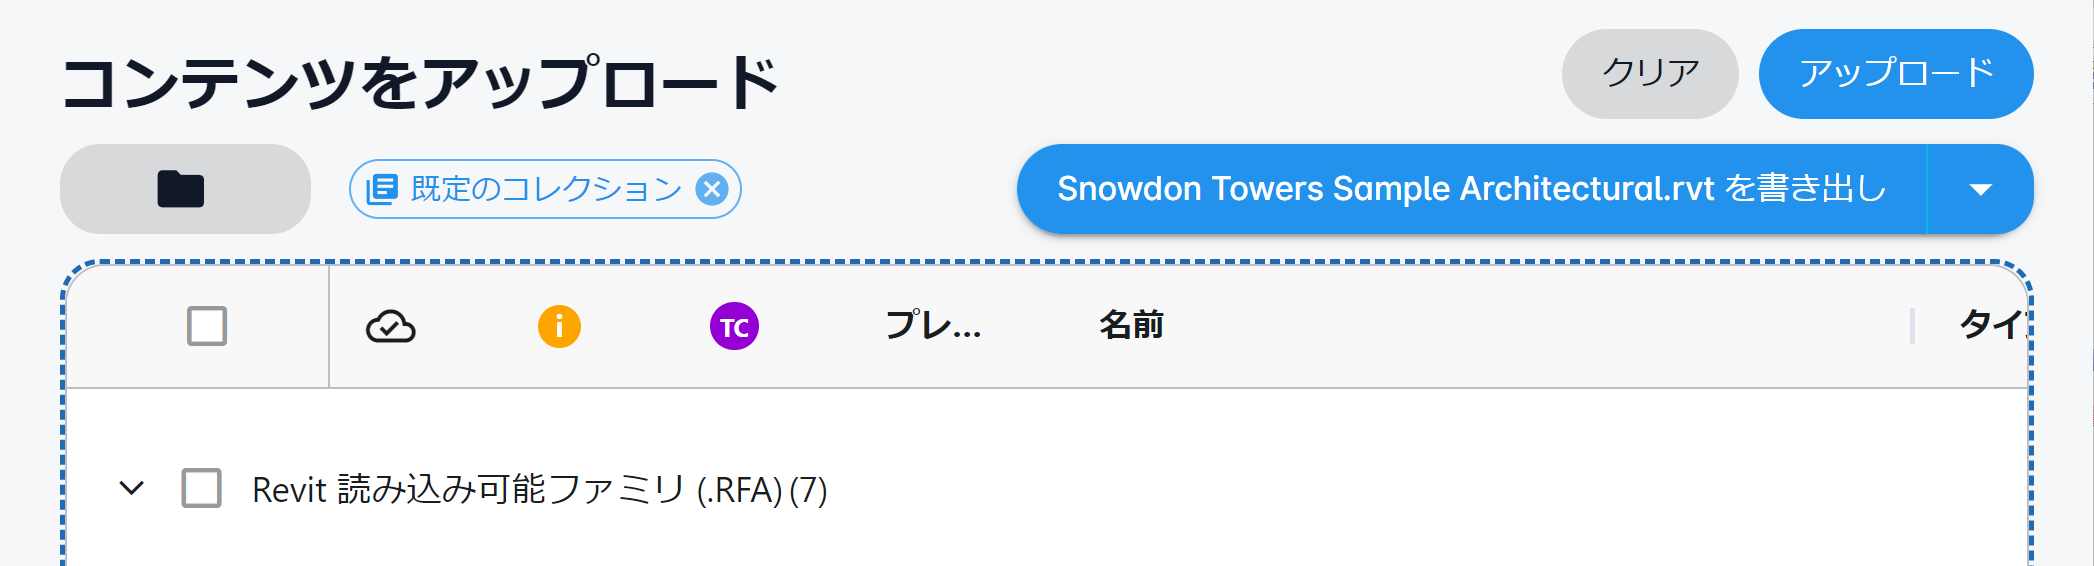 コンテンツをアップロード
クリア
アップロード
既定のコレクション
Snowdon Towers Sample Architectural.rvt を書き出し
i
TC
プレ...
名前
タイ
Revit 読み込み可能ファミリ (.RFA) (7)